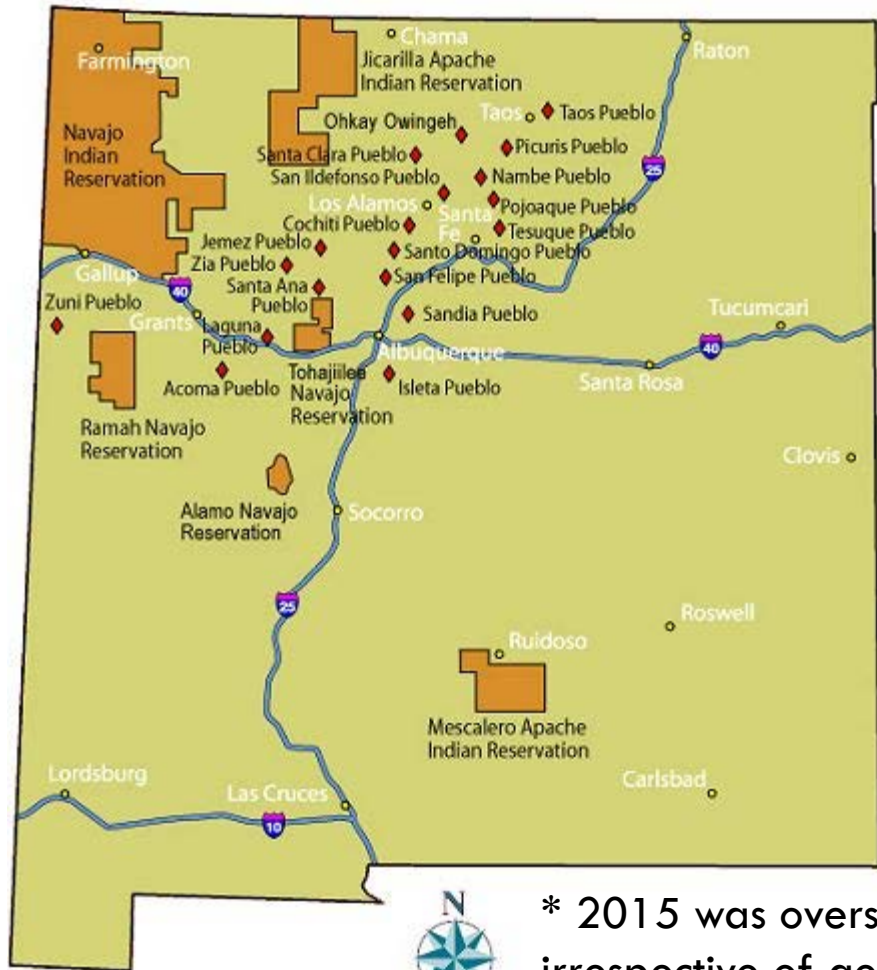 Farmington
Chama
Raton
Jicarilla Apache
Indian Reservation
Navajo
Indian
Reservation
Ohkay Owingeh
Taos
Taos Pueblo
Santa Clara Pueblo
Picuris Pueblo
25
San Ildefonso Pueblo
Nambe Pueblo
Los Alamos
Santa
Fe
Pojoaque Pueblo
Cochiti Pueblo
Tesuque Pueblo
Jemez Pueblo
Santo Domingo Pueblo
Zia Pueblo
San Felipe Pueblo
Gallup
40
Santa Ana
Pueblo
Zuni Pueblo
Grants
Laguna
Pueblo
Sandia Pueblo
Tucumcari
40
Albuquerque
Acoma Pueblo
Tohajiilee
Navajo
Reservation
Isleta Pueblo
Santa Rosa
Ramah Navajo
Reservation
Clovis
Alamo Navajo
Reservation
Socorro
25
Roswell
Ruidoso
Mescalero Apache
Indian Reservation
Lordsburg
Las Cruces
Carlsbad
10
N
* 2015 was overs